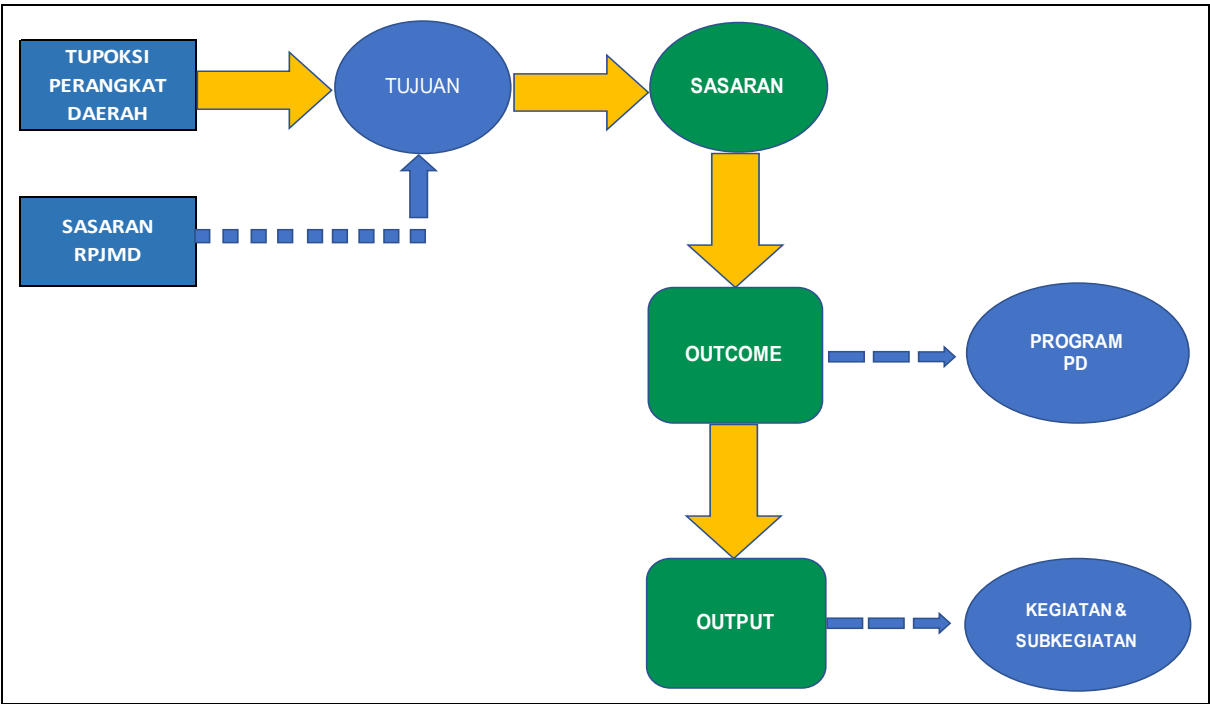 TUPOKSI
PERANGKAT
DAERAH
TUJUAN
SASARAN
SASARAN
RPJMD
OUTCOME
PROGRAM
PD
OUTPUT
KEGIATAN &
SUBKEGIATAN